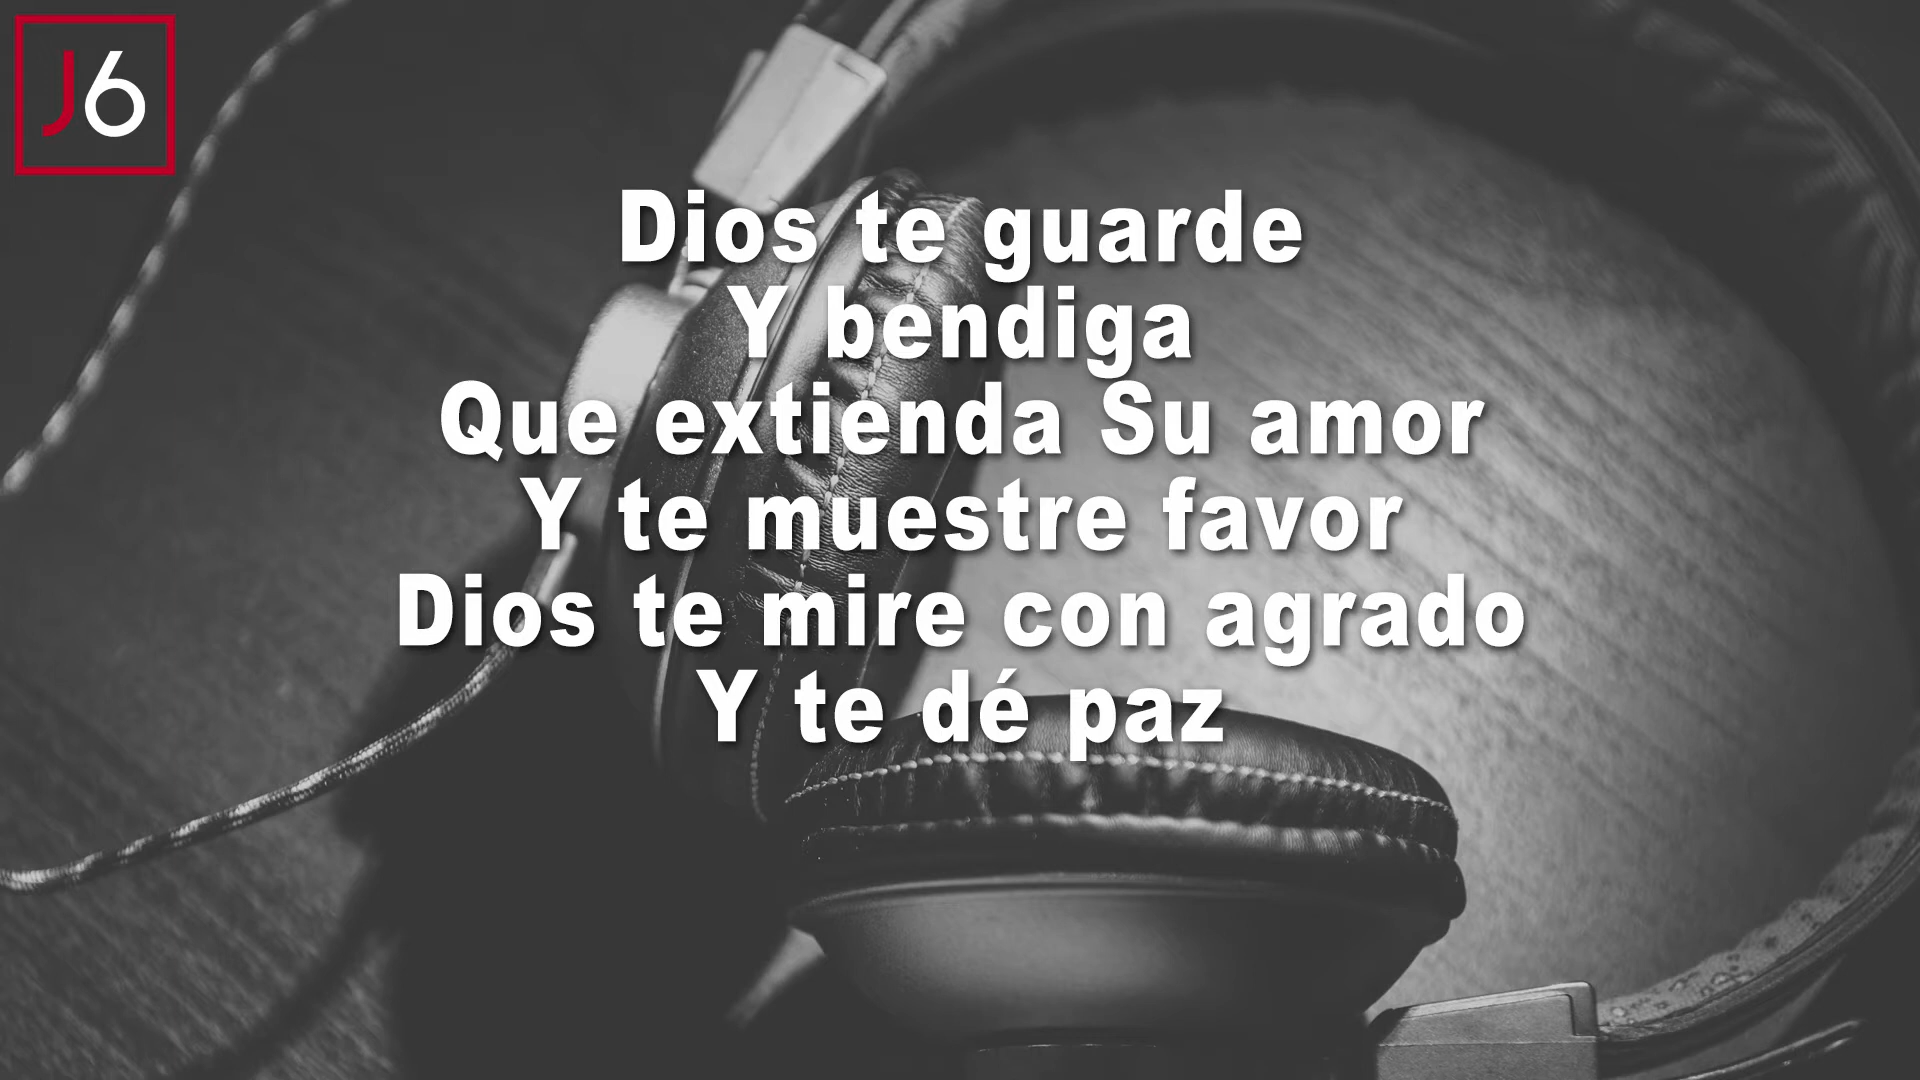 J6
Dios te guarde
Y bendiga
Que extienda Su amor
Y te muestre favor
Dios te mire con agrado
Y te dé paz